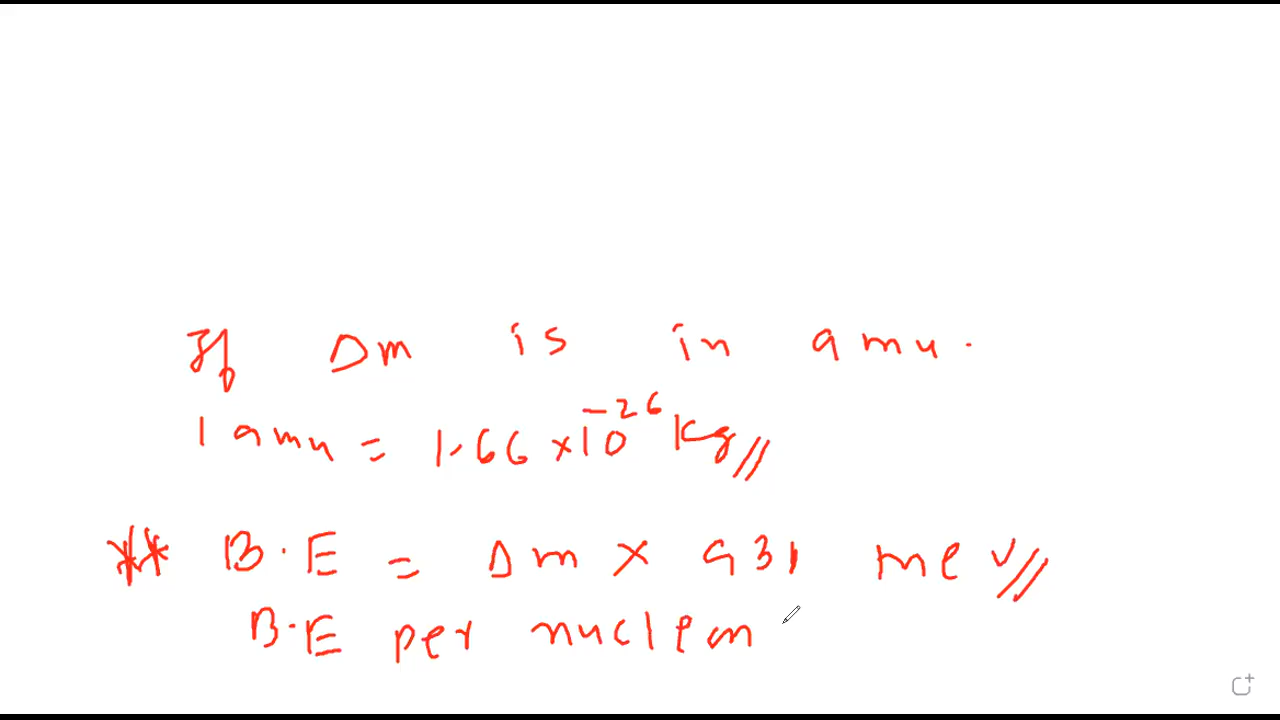 If Δm is in amu.
1 amu = 1.66 × 10⁻²⁶ Kg//
** B.E = Δm × 931 mev//
B.E per nucleon